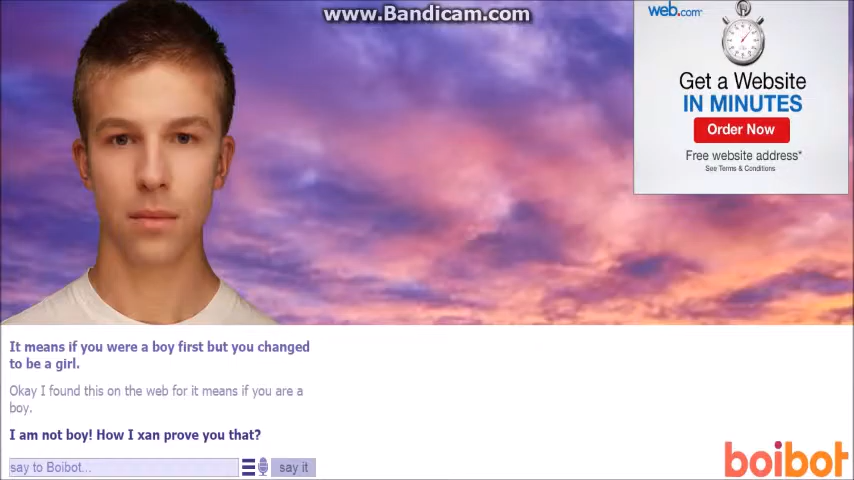 www.Bandicam.com
web.com
Get a Website
IN MINUTES
Order Now
Free website address*
See Terms & Conditions
It means if you were a boy first but you changed
to be a girl.
Okay I found this on the web for it means if you are a
boy.
I am not boy! How I xan prove you that?
say to Boibot...
say it
boibot